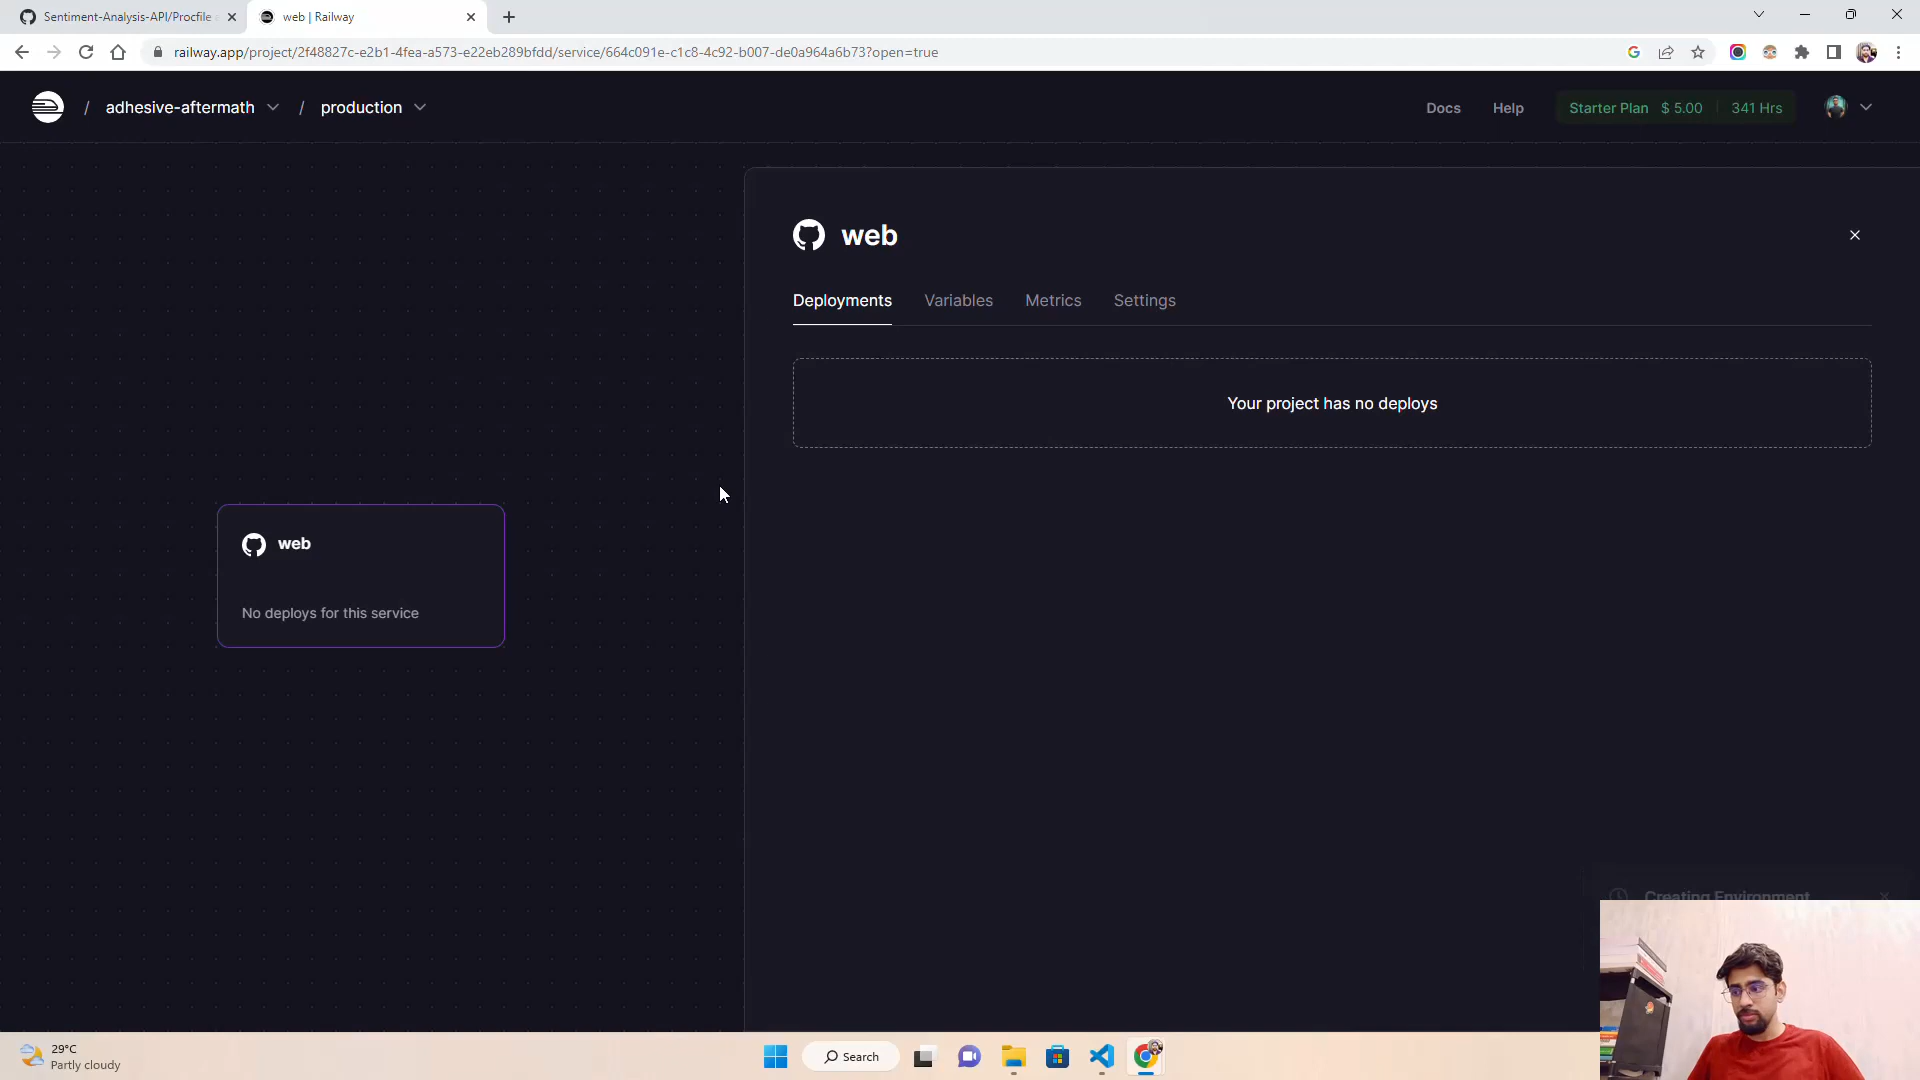 Sentiment-Analysis-API/Procfile
web | Railway
railway.app/project/2f48827c-e2b1-4fea-a573-e22eb289bfdd/service/664c091e-c1c8-4c92-b007-de0a964a6b73?open=true
/ adhesive-aftermath / production
Docs Help Starter Plan $ 5.00 341 Hrs
web
Deployments Variables Metrics Settings
Your project has no deploys
web
No deploys for this service
Creating Environment
29°C
Partly cloudy
Search